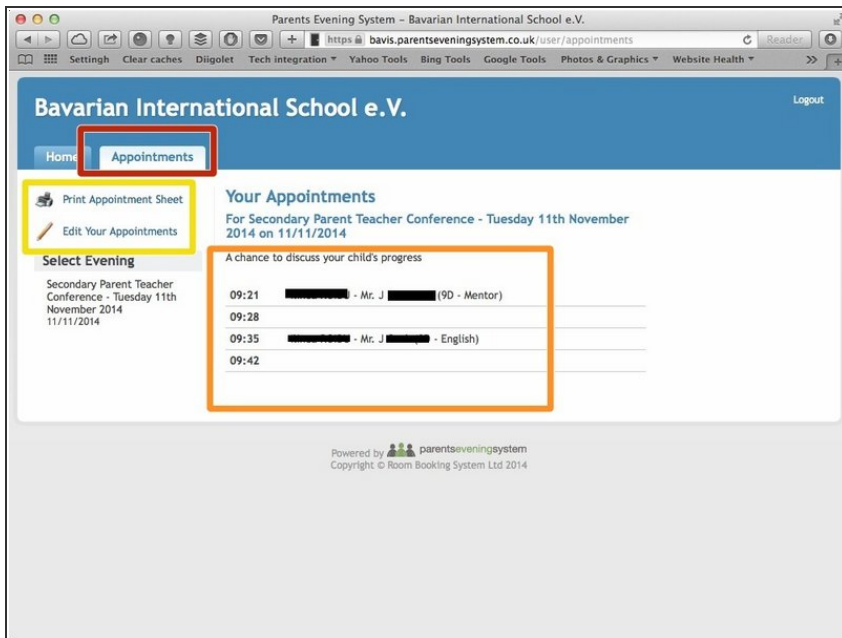 Parents Evening System – Bavarian International School e.V.
https bavis.parentseveningsystem.co.uk/user/appointments
Reader
Settingh Clear caches Diigolet Tech integration Yahoo Tools Bing Tools Google Tools Photos & Graphics Website Health
Bavarian International School e.V.
Logout
Home Appointments
Print Appointment Sheet
Edit Your Appointments
Select Evening
Secondary Parent Teacher
Conference - Tuesday 11th
November 2014
11/11/2014
Your Appointments
For Secondary Parent Teacher Conference - Tuesday 11th November
2014 on 11/11/2014
A chance to discuss your child's progress
09:21 - Mr. J (9D - Mentor)
09:28
09:35 - Mr. J - English)
09:42
Powered by parentseveningsystem
Copyright © Room Booking System Ltd 2014